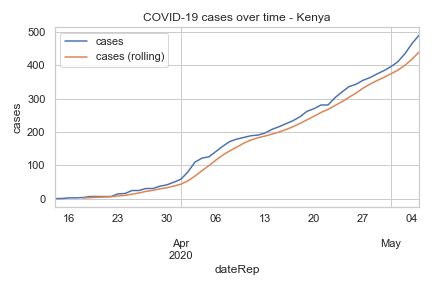 COVID-19 cases over time - Kenya
cases
cases (rolling)
500
400
300
200
100
0
cases
16 23 30 06 13 20 27 04
Apr May
2020
dateRep